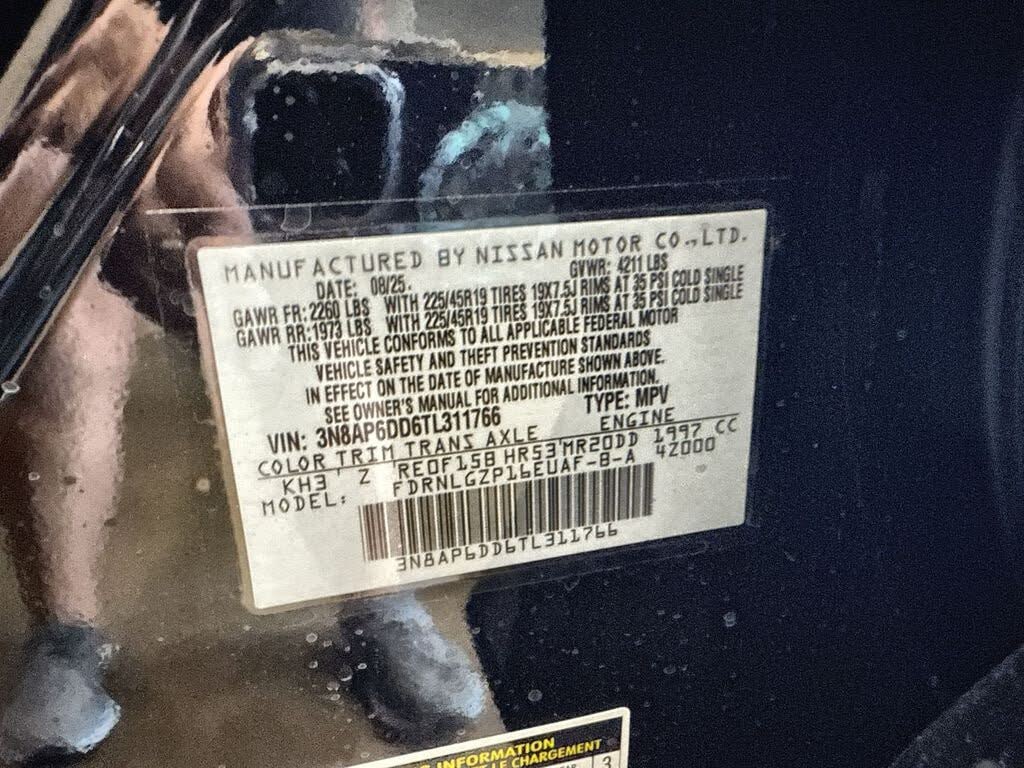 MANUFACTURED BY NISSAN MOTOR CO.,LTD.
DATE: 08/25. GVWR: 4211 LBS
GAWR FR: 2260 LBS WITH 225/45R19 TIRES 19X7.5J RIMS AT 35 PSI COLD SINGLE
GAWR RR: 1973 LBS WITH 225/45R19 TIRES 19X7.5J RIMS AT 35 PSI COLD SINGLE
THIS VEHICLE CONFORMS TO ALL APPLICABLE FEDERAL MOTOR
VEHICLE SAFETY AND THEFT PREVENTION STANDARDS
IN EFFECT ON THE DATE OF MANUFACTURE SHOWN ABOVE.
SEE OWNER'S MANUAL FOR ADDITIONAL INFORMATION.
VIN: 3N8AP6DD6TL311766 TYPE: MPV
COLOR TRIM TRANS AXLE ENGINE
KH3 Z RE0F15B HR53 MR20DD 1997 CC
MODEL: FDRNLGZP16EUAF-B-A 42000
3N8AP6DD6TL311766
INFORMATION
LE CHARGEMENT
3